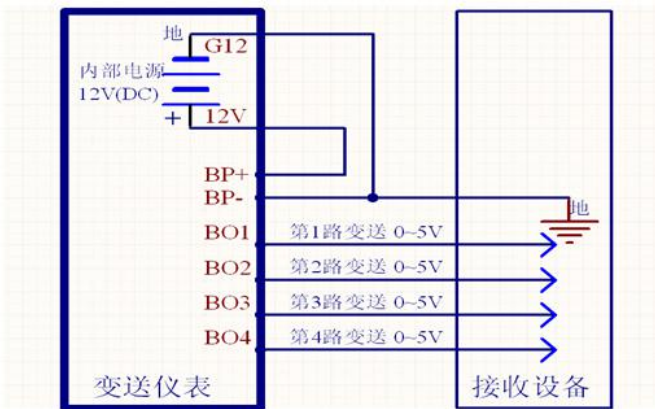 地
G12
内部电源
12V(DC)
+
12V
BP+
BP-
地
BO1
第1路变送 0~5V
BO2
第2路变送 0~5V
BO3
第3路变送 0~5V
BO4
第4路变送 0~5V
变送仪表
接收设备